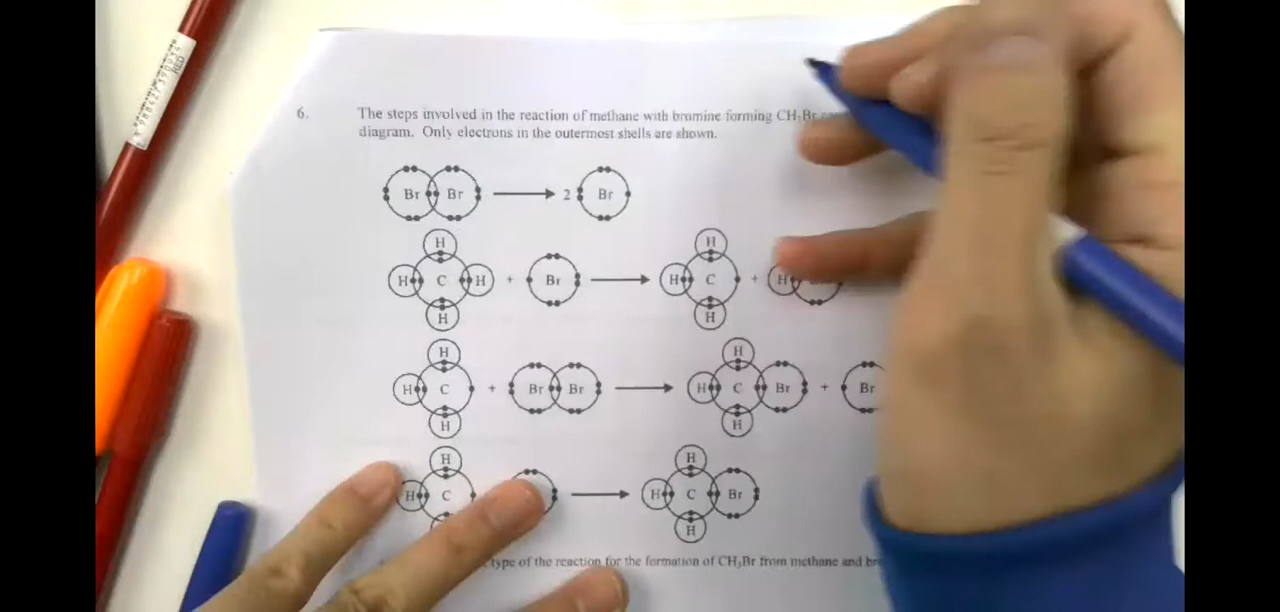 6. The steps involved in the reaction of methane with bromine forming CH₃Br
diagram. Only electrons in the outermost shells are shown.
Br Br 2 Br
H
H C H + Br H C + H
H
H
H
H H
H C + Br Br H C Br + Br
H H
H H
H C H C Br
H
type of the reaction for the formation of CH₃Br from methane and
RED